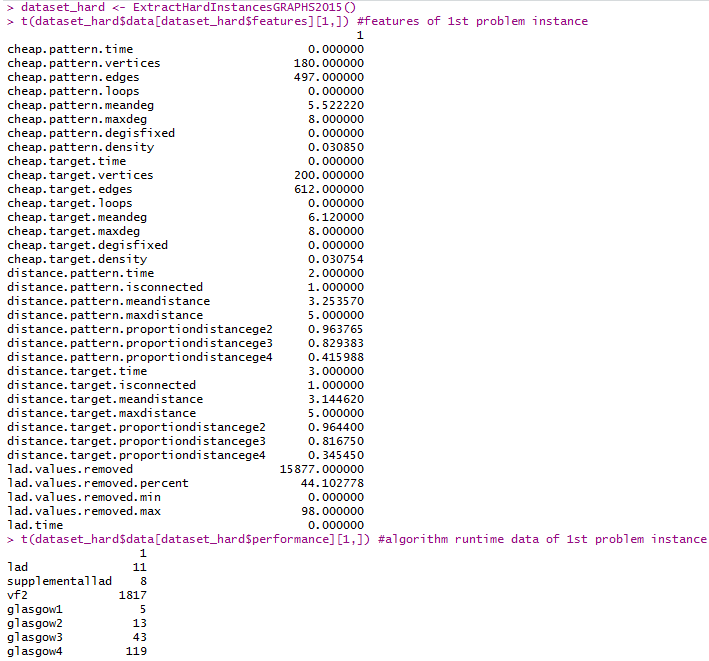 > dataset_hard <- ExtractHardInstancesGRAPHS2015()
> t(dataset_hard$data[dataset_hard$features][1,]) #features of 1st problem instance
1
cheap.pattern.time 0.000000
cheap.pattern.vertices 180.000000
cheap.pattern.edges 497.000000
cheap.pattern.loops 0.000000
cheap.pattern.meandeg 5.522220
cheap.pattern.maxdeg 8.000000
cheap.pattern.degisfixed 0.000000
cheap.pattern.density 0.030850
cheap.target.time 0.000000
cheap.target.vertices 200.000000
cheap.target.edges 612.000000
cheap.target.loops 0.000000
cheap.target.meandeg 6.120000
cheap.target.maxdeg 8.000000
cheap.target.degisfixed 0.000000
cheap.target.density 0.030754
distance.pattern.time 2.000000
distance.pattern.isconnected 1.000000
distance.pattern.meandistance 3.253570
distance.pattern.maxdistance 5.000000
distance.pattern.proportiondistancege2 0.963765
distance.pattern.proportiondistancege3 0.829383
distance.pattern.proportiondistancege4 0.415988
distance.target.time 3.000000
distance.target.isconnected 1.000000
distance.target.meandistance 3.144620
distance.target.maxdistance 5.000000
distance.target.proportiondistancege2 0.964400
distance.target.proportiondistancege3 0.816750
distance.target.proportiondistancege4 0.345450
lad.values.removed 15877.000000
lad.values.removed.percent 44.102778
lad.values.removed.min 0.000000
lad.values.removed.max 98.000000
lad.time 0.000000
> t(dataset_hard$data[dataset_hard$performance][1,]) #algorithm runtime data of 1st problem instance
1
lad 11
supplementallad 8
vf2 1817
glasgow1 5
glasgow2 13
glasgow3 43
glasgow4 119